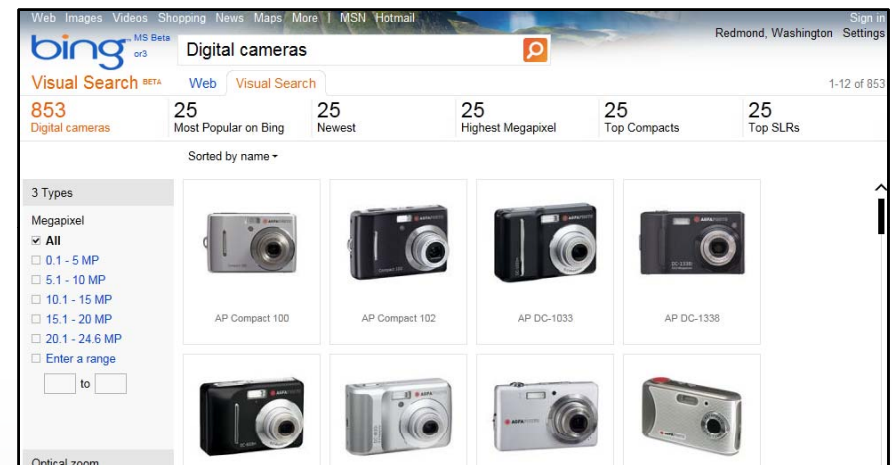 Web Images Videos Shopping News Maps More | MSN Hotmail
Sign in
Redmond, Washington Settings
bing MS Beta
or3
Digital cameras
Visual Search BETA
Web Visual Search
1-12 of 853
853 25 25 25 25 25
Digital cameras Most Popular on Bing Newest Highest Megapixel Top Compacts Top SLRs
Sorted by name
3 Types
Megapixel
All
0.1 - 5 MP
5.1 - 10 MP
10.1 - 15 MP
15.1 - 20 MP
20.1 - 24.6 MP
Enter a range
to
AP Compact 100 AP Compact 102 AP DC-1033 AP DC-1338
Optical zoom